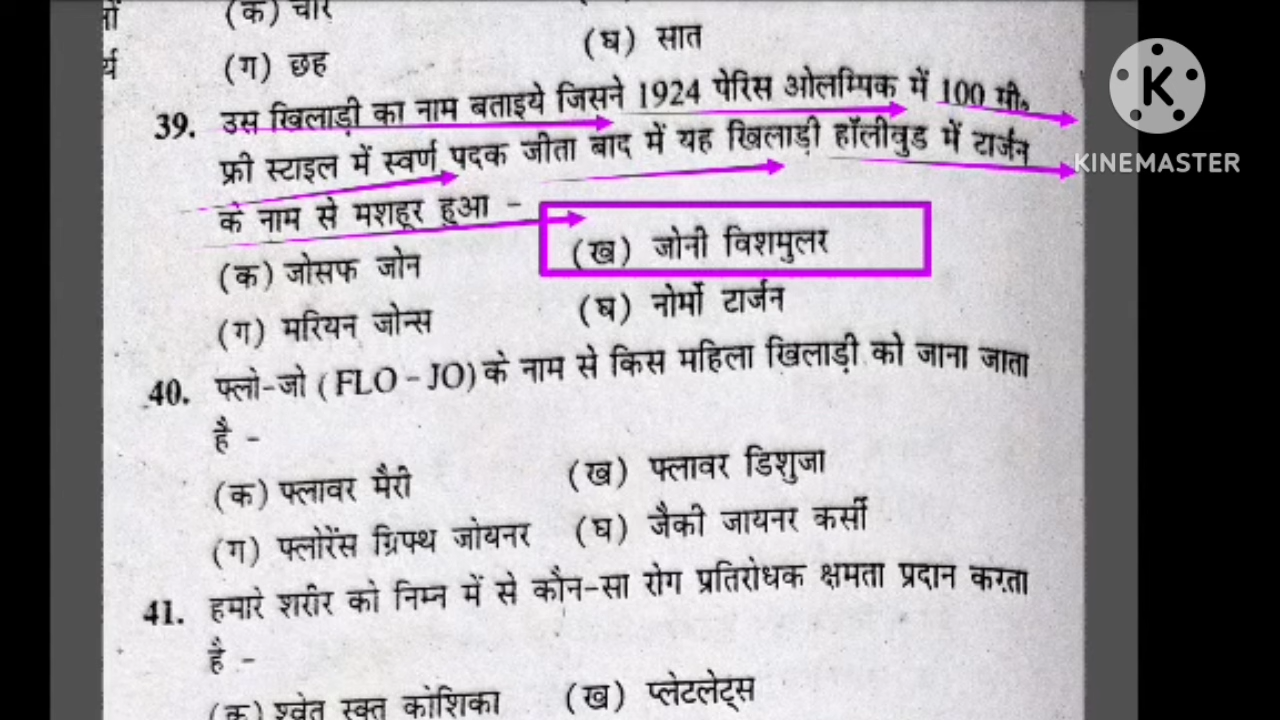 (क) चार
(ग) छह
(घ) सात
39. उस खिलाड़ी का नाम बताइये जिसने 1924 पेरिस ओलम्पिक में 100 मी.
फ्री स्टाइल में स्वर्ण पदक जीता बाद में यह खिलाड़ी हॉलीवुड में टार्जन
के नाम से मशहूर हुआ -
(क) जोसफ जोन
(ख) जोनी विशमुलर
(ग) मरियन जोन्स
(घ) नोर्मो टार्जन
40. फ्लो-जो (FLO - JO) के नाम से किस महिला खिलाड़ी को जाना जाता
है -
(क) फ्लावर मैरी
(ख) फ्लावर डिशुजा
(ग) फ्लोरेंस ग्रिफ्थ जोयनर
(घ) जैकी जायनर कर्सी
41. हमारे शरीर को निम्न में से कौन-सा रोग प्रतिरोधक क्षमता प्रदान करता
है -
(क) श्वेत रक्त कोशिका
(ख) प्लेटलेट्स
K
KINEMASTER